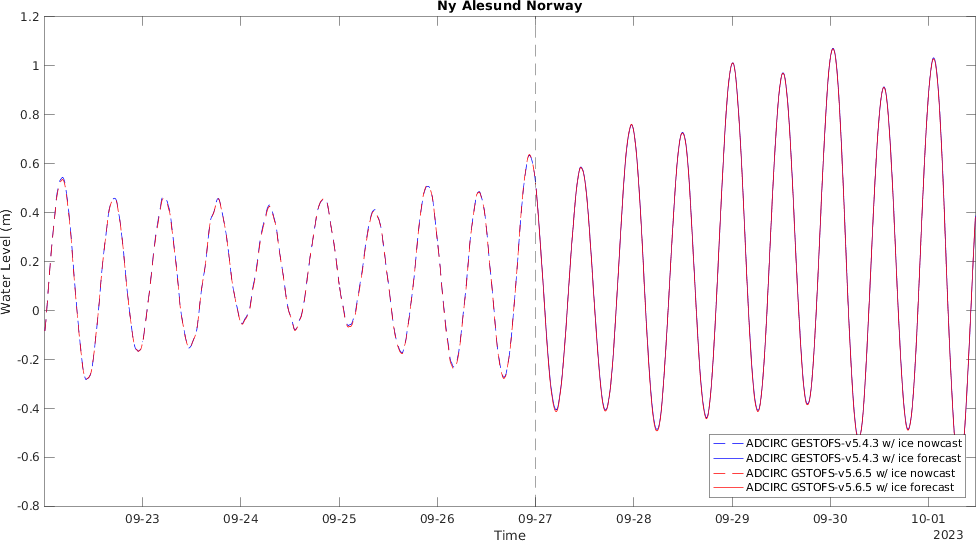 Ny Alesund Norway
1.2
1
0.8
0.6
0.4
0.2
0
-0.2
-0.4
-0.6
-0.8
Water Level (m)
09-23 09-24 09-25 09-26 09-27 09-28 09-29 09-30 10-01
Time
2023
ADCIRC GESTOFS-v5.4.3 w/ ice nowcast
ADCIRC GESTOFS-v5.4.3 w/ ice forecast
ADCIRC GSTOFS-v5.6.5 w/ ice nowcast
ADCIRC GSTOFS-v5.6.5 w/ ice forecast